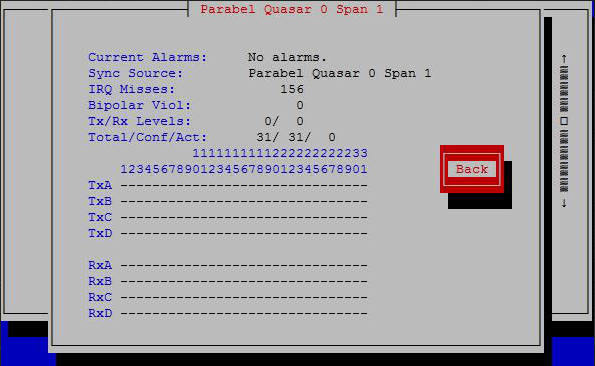 Parabel Quasar 0 Span 1
Current Alarms: No alarms.
Sync Source: Parabel Quasar 0 Span 1
IRQ Misses: 156
Bipolar Viol: 0
Tx/Rx Levels: 0/ 0
Total/Conf/Act: 31/ 31/ 0
1111111111222222222233
1234567890123456789012345678901
Back
TxA -------------------------------
TxB -------------------------------
TxC -------------------------------
TxD -------------------------------
RxA -------------------------------
RxB -------------------------------
RxC -------------------------------
RxD -------------------------------